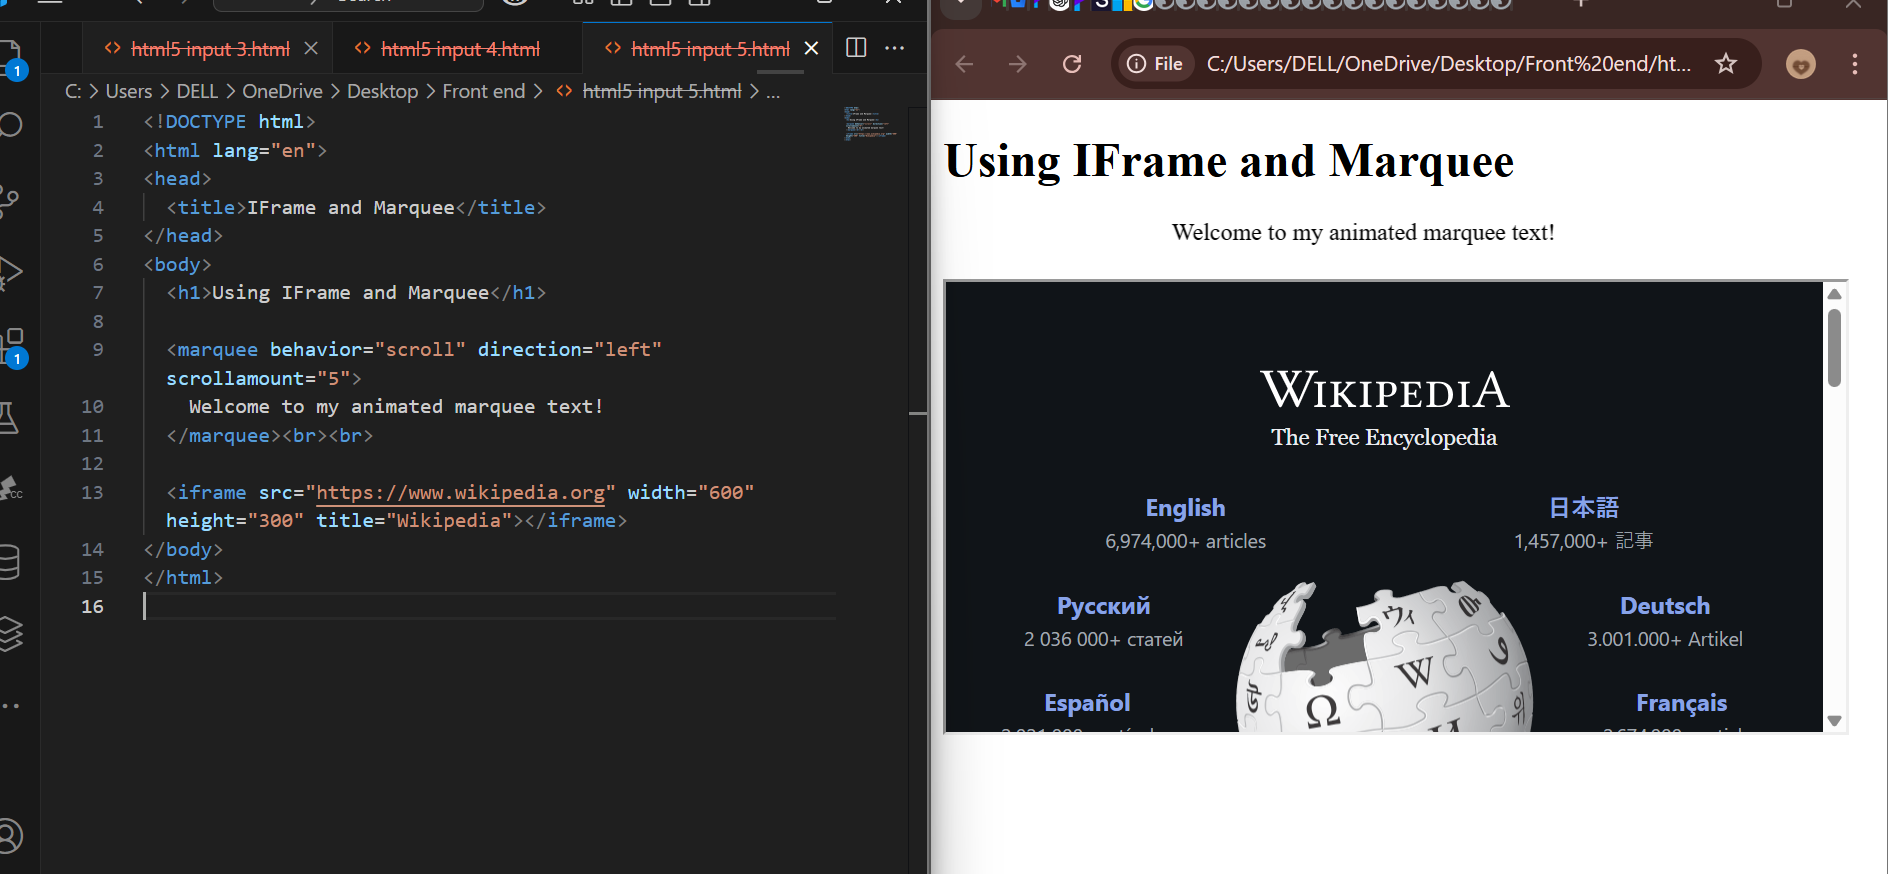 html5 input 3.html
html5 input 4.html
html5 input 5.html
C: > Users > DELL > OneDrive > Desktop > Front end > html5 input 5.html > ...
1 <!DOCTYPE html>
2 <html lang="en">
3 <head>
4 <title>IFrame and Marquee</title>
5 </head>
6 <body>
7 <h1>Using IFrame and Marquee</h1>
8
9 <marquee behavior="scroll" direction="left"
scrollamount="5">
10 Welcome to my animated marquee text!
11 </marquee><br><br>
12
13 <iframe src="https://www.wikipedia.org" width="600"
height="300" title="Wikipedia"></iframe>
14 </body>
15 </html>
16
1
1
CC
File
C:/Users/DELL/OneDrive/Desktop/Front%20end/ht...
Using IFrame and Marquee
Welcome to my animated marquee text!
WIKIPEDIA
The Free Encyclopedia
English
6,974,000+ articles
日本語
1,457,000+ 記事
Русский
2 036 000+ статей
Deutsch
3.001.000+ Artikel
Español
Français
Ω
W
И
ウィ